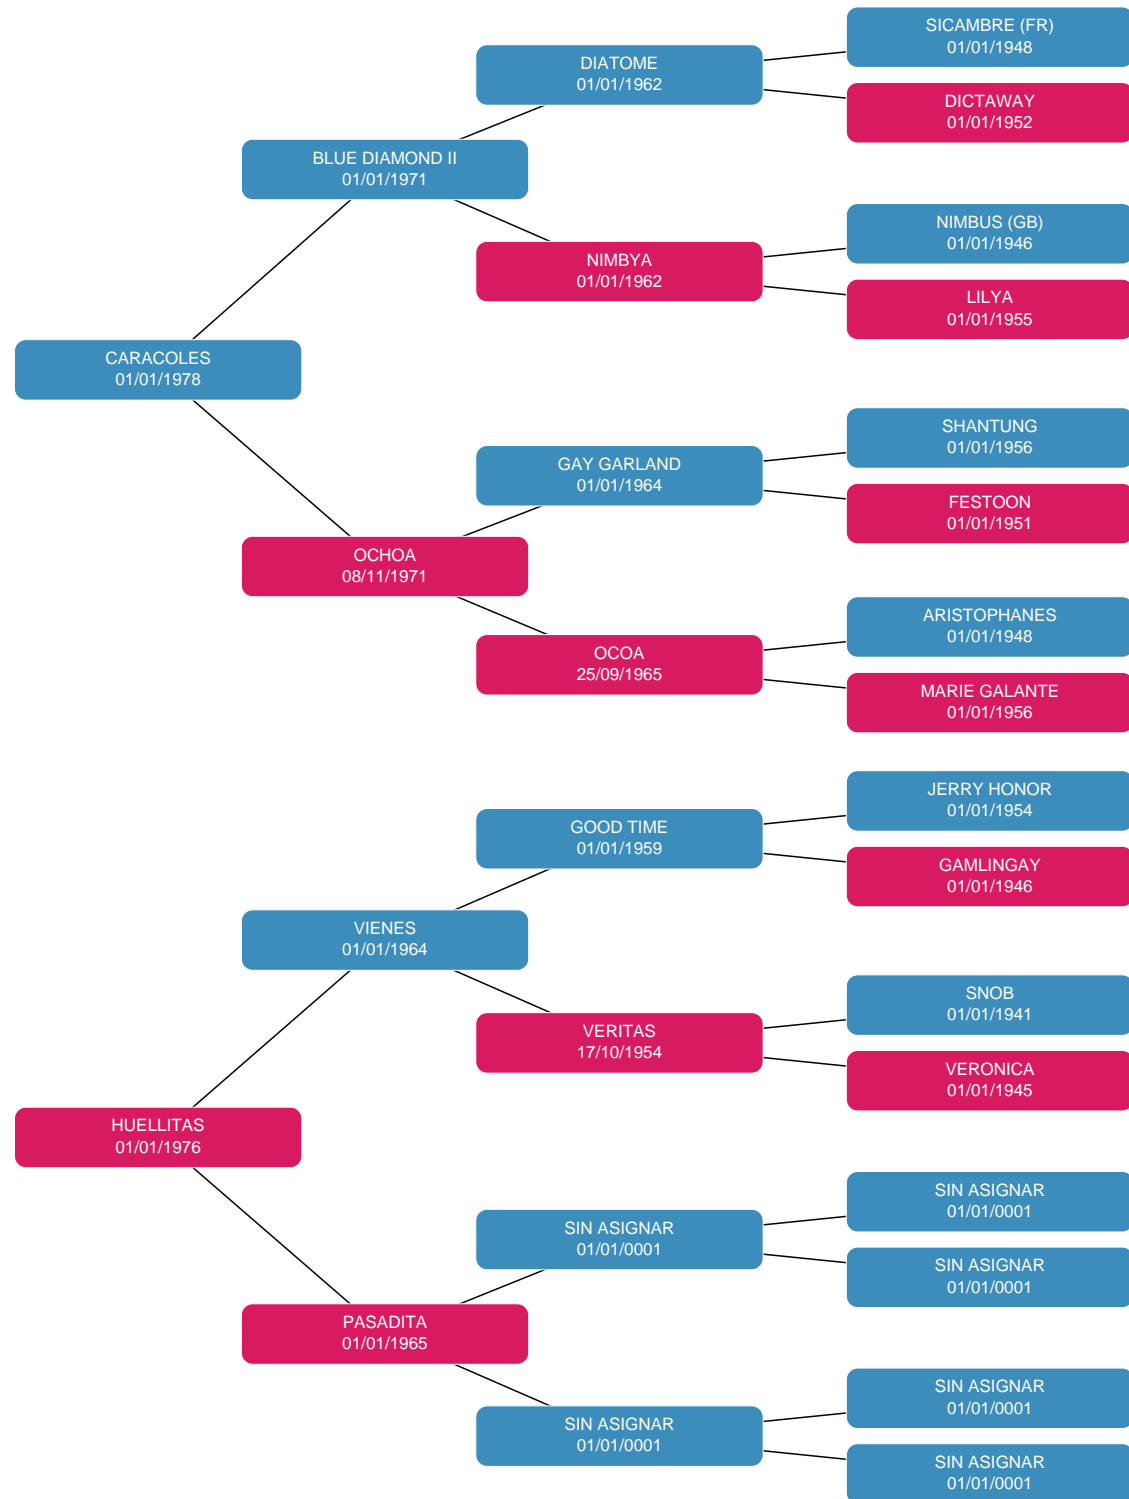 SICAMBRE (FR)
01/01/1948
DIATOME
01/01/1962
DICTAWAY
01/01/1952
BLUE DIAMOND II
01/01/1971
NIMBUS (GB)
01/01/1946
NIMBYA
01/01/1962
LILYA
01/01/1955
CARACOLES
01/01/1978
SHANTUNG
01/01/1956
GAY GARLAND
01/01/1964
FESTOON
01/01/1951
OCHOA
08/11/1971
ARISTOPHANES
01/01/1948
OCOA
25/09/1965
MARIE GALANTE
01/01/1956
JERRY HONOR
01/01/1954
GOOD TIME
01/01/1959
GAMLINGAY
01/01/1946
VIENES
01/01/1964
SNOB
01/01/1941
VERITAS
17/10/1954
VERONICA
01/01/1945
HUELLITAS
01/01/1976
SIN ASIGNAR
01/01/0001
SIN ASIGNAR
01/01/0001
SIN ASIGNAR
01/01/0001
PASADITA
01/01/1965
SIN ASIGNAR
01/01/0001
SIN ASIGNAR
01/01/0001
SIN ASIGNAR
01/01/0001